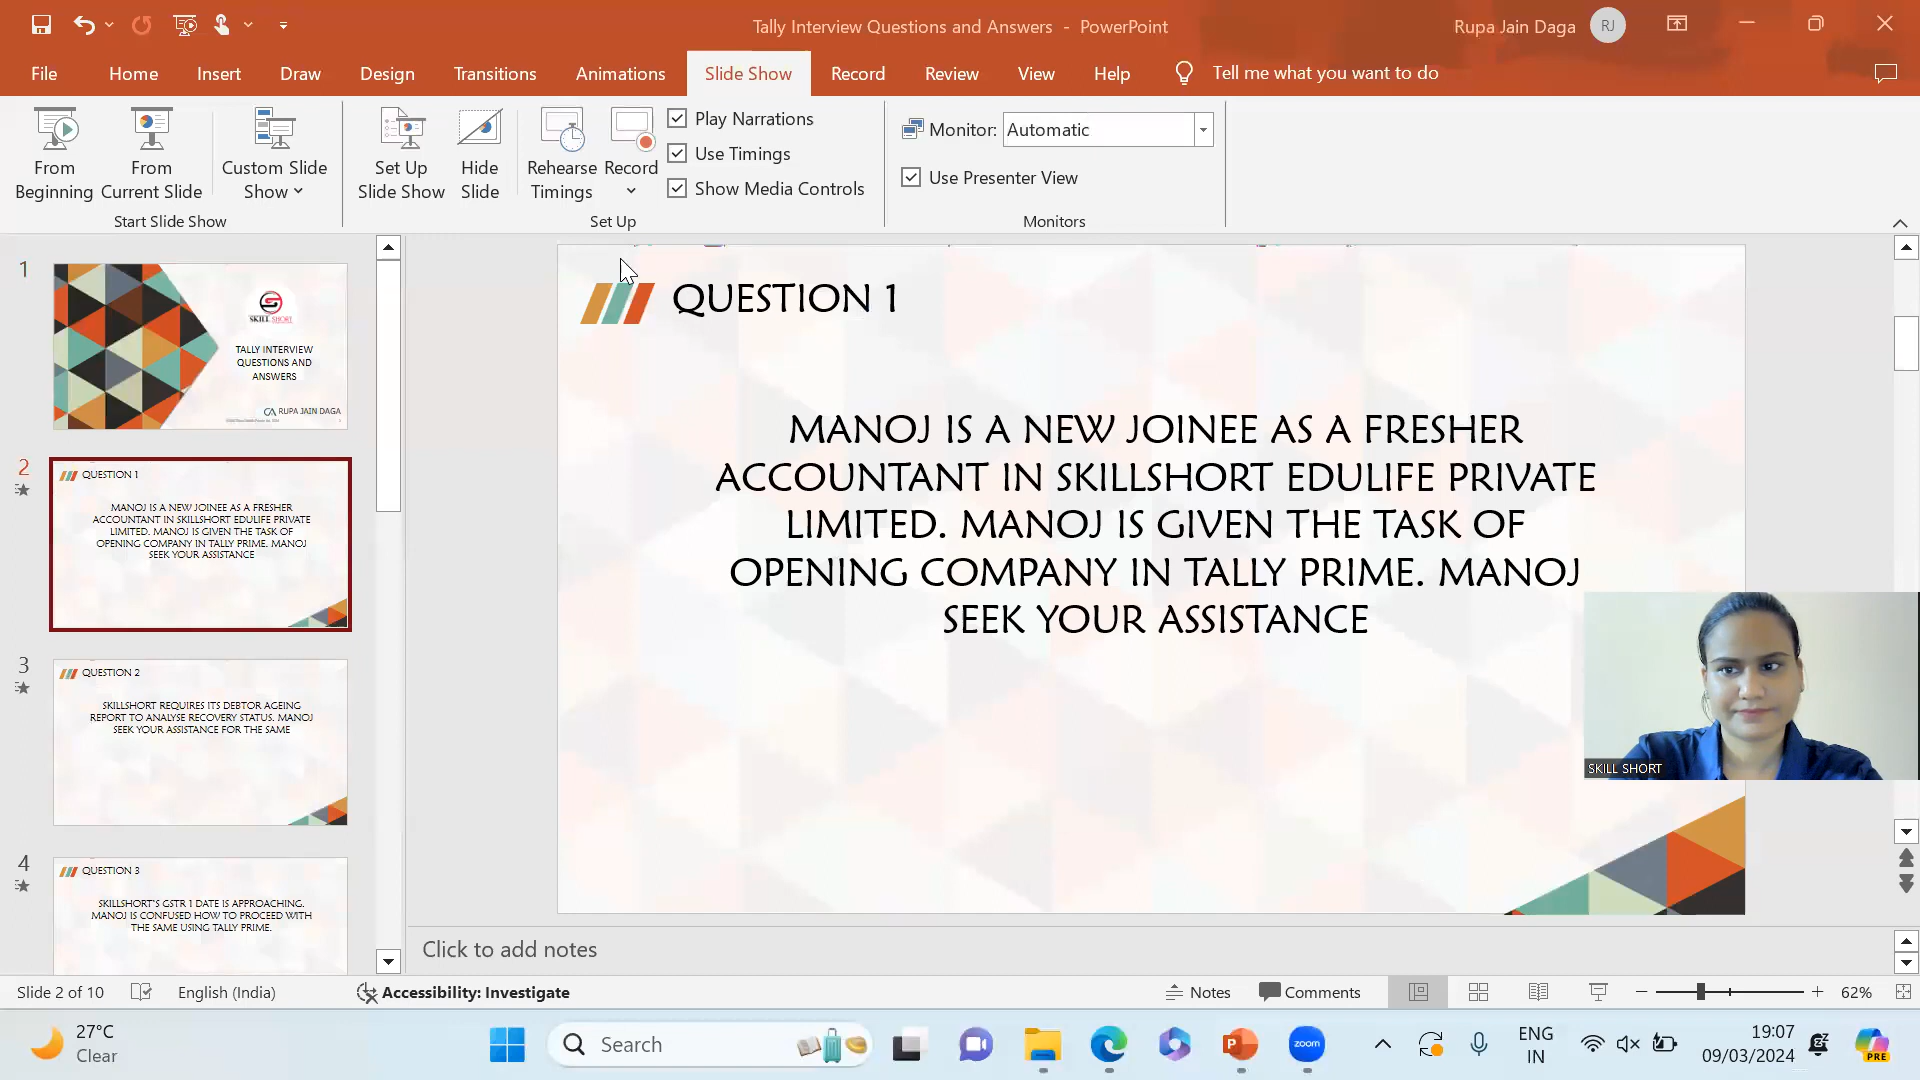 Tally Interview Questions and Answers - PowerPoint
Rupa Jain Daga
RJ
File
Home
Insert
Draw
Design
Transitions
Animations
Slide Show
Record
Review
View
Help
Tell me what you want to do
From Beginning
From Current Slide
Custom Slide Show
Start Slide Show
Set Up Slide Show
Hide Slide
Rehearse Timings
Record
Play Narrations
Use Timings
Show Media Controls
Set Up
Monitor:
Automatic
Use Presenter View
Monitors
1
SKILL SHORT
TALLY INTERVIEW
QUESTIONS AND
ANSWERS
CA RUPA JAIN DAGA
2
QUESTION 1
MANOJ IS A NEW JOINEE AS A FRESHER
ACCOUNTANT IN SKILLSHORT EDULIFE PRIVATE
LIMITED. MANOJ IS GIVEN THE TASK OF
OPENING COMPANY IN TALLY PRIME. MANOJ
SEEK YOUR ASSISTANCE
3
QUESTION 2
SKILLSHORT REQUIRES ITS DEBTOR AGEING
REPORT TO ANALYSE RECOVERY STATUS. MANOJ
SEEK YOUR ASSISTANCE FOR THE SAME
4
QUESTION 3
SKILLSHORT'S GSTR 1 DATE IS APPROACHING.
MANOJ IS CONFUSED HOW TO PROCEED WITH
THE SAME USING TALLY PRIME.
QUESTION 1
MANOJ IS A NEW JOINEE AS A FRESHER
ACCOUNTANT IN SKILLSHORT EDULIFE PRIVATE
LIMITED. MANOJ IS GIVEN THE TASK OF
OPENING COMPANY IN TALLY PRIME. MANOJ
SEEK YOUR ASSISTANCE
SKILL SHORT
Click to add notes
Slide 2 of 10
English (India)
Accessibility: Investigate
Notes
Comments
62%
27°C
Clear
Search
P
zoom
ENG
IN
19:07
09/03/2024
PRE